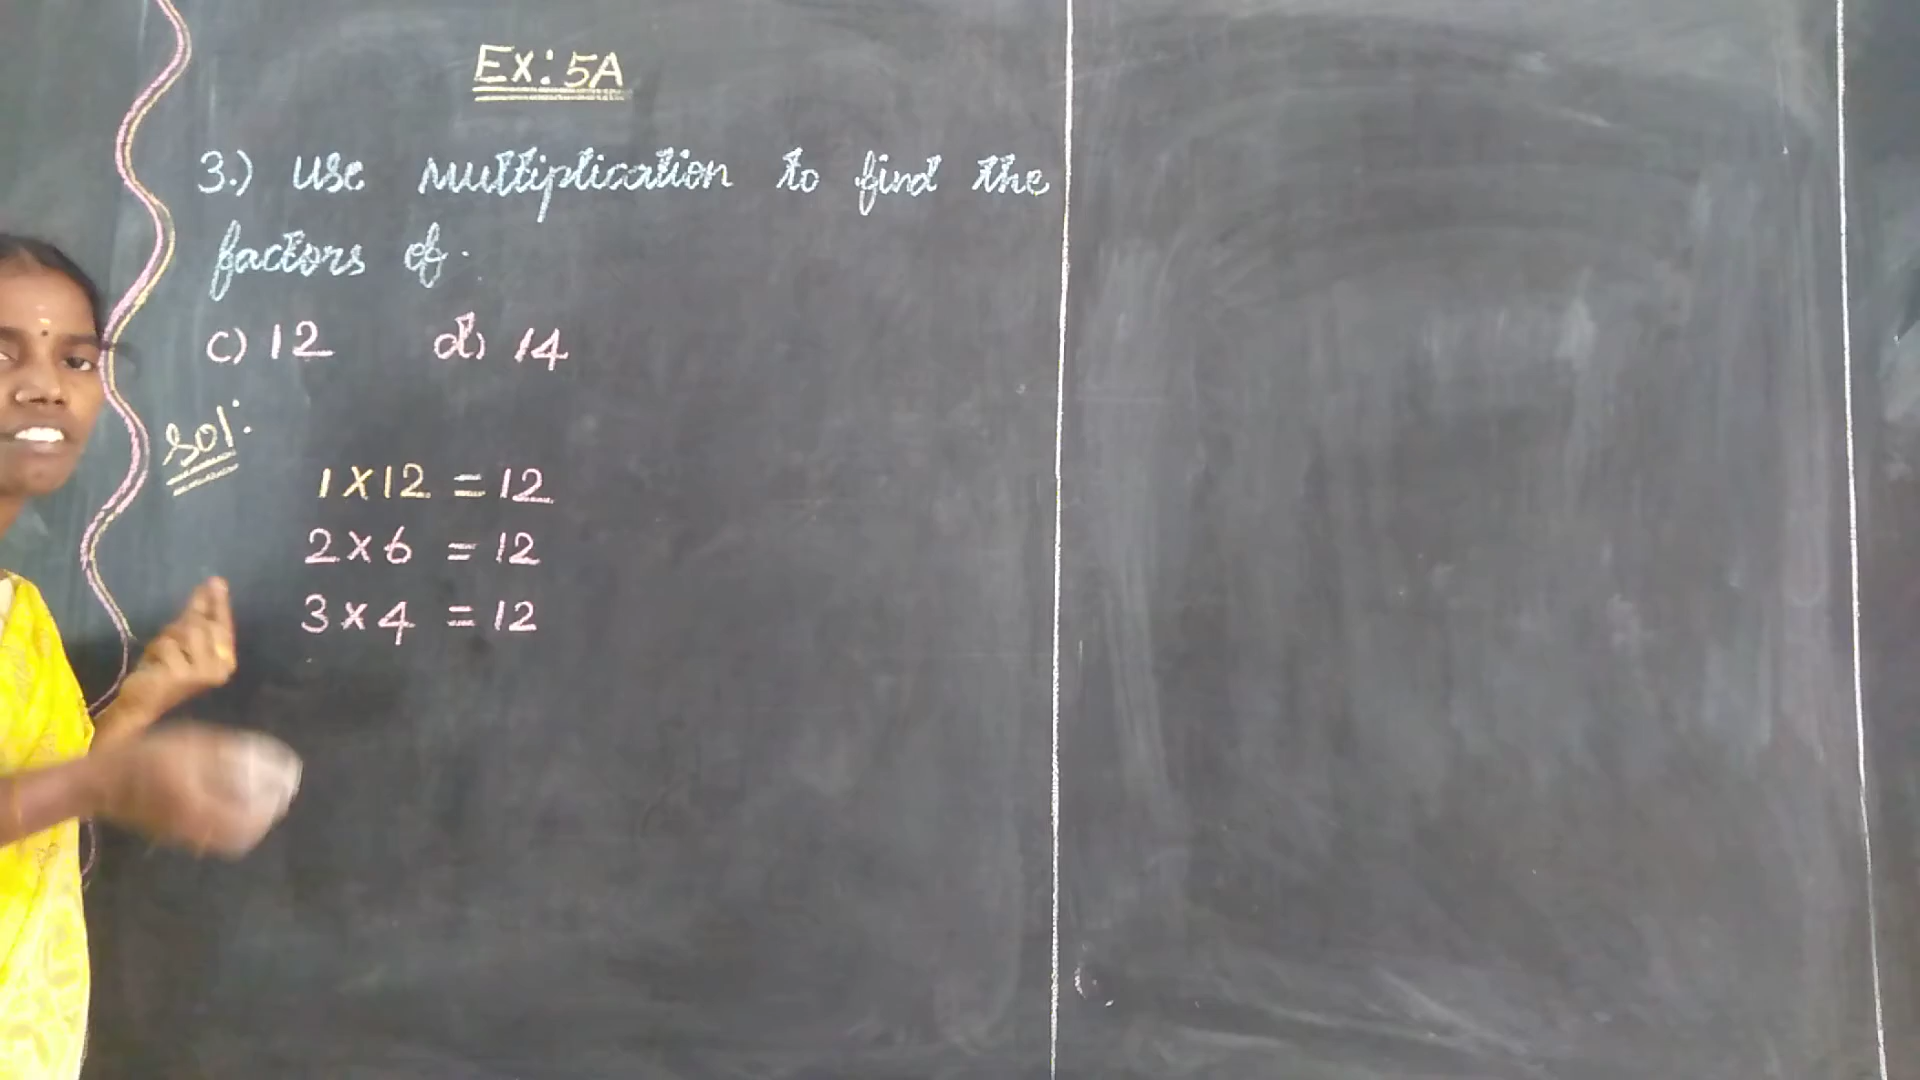 Ex: 5A
3.) Use multiplication to find the
factors of.
c) 12 d) 14
Sol:
1 x 12 = 12
2 x 6 = 12
3 x 4 = 12